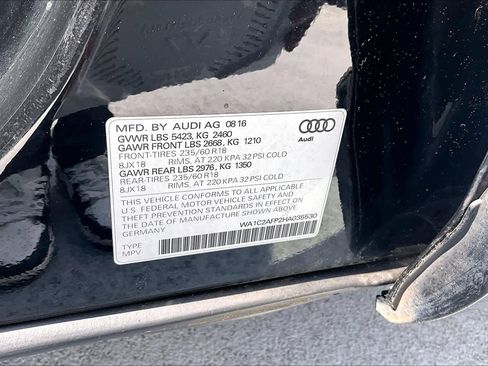 MFD. BY AUDI AG 08 16
GVWR LBS 5423, KG 2460
GAWR FRONT LBS 2668, KG 1210
FRONT-TIRES 235/60 R18
8JX18 RIMS, AT 220 KPA 32 PSI COLD
GAWR REAR LBS 2976, KG 1350
REAR-TIRES 235/60 R18
8JX18 RIMS, AT 220 KPA 32 PSI COLD
THIS VEHICLE CONFORMS TO ALL APPLICABLE
U.S. FEDERAL MOTOR VEHICLE SAFETY, BUMPER,
AND THEFT PREVENTION STANDARDS IN EFFECT ON
THE DATE OF MANUFACTURE SHOWN ABOVE
GERMANY
WA1C2AFP2HA035530
TYPE
MPV
Audi